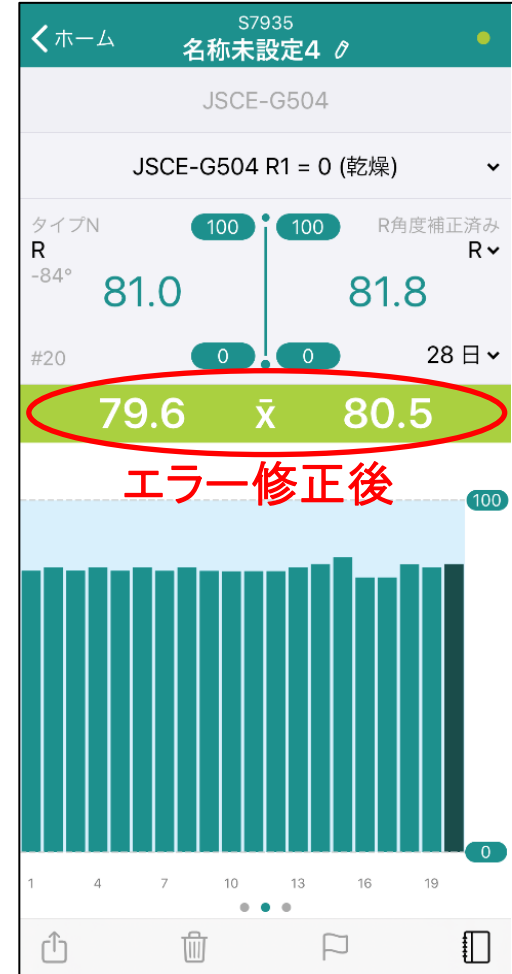 S7935
ホーム
名称未設定4
JSCE-G504
JSCE-G504 R1 = 0 (乾燥)
タイプN
R
-84°
100
100
R角度補正済み
R
81.0
81.8
#20
0
0
28 日
79.6 x̄ 80.5
エラー修正後
100
0
1 4 7 10 13 16 19